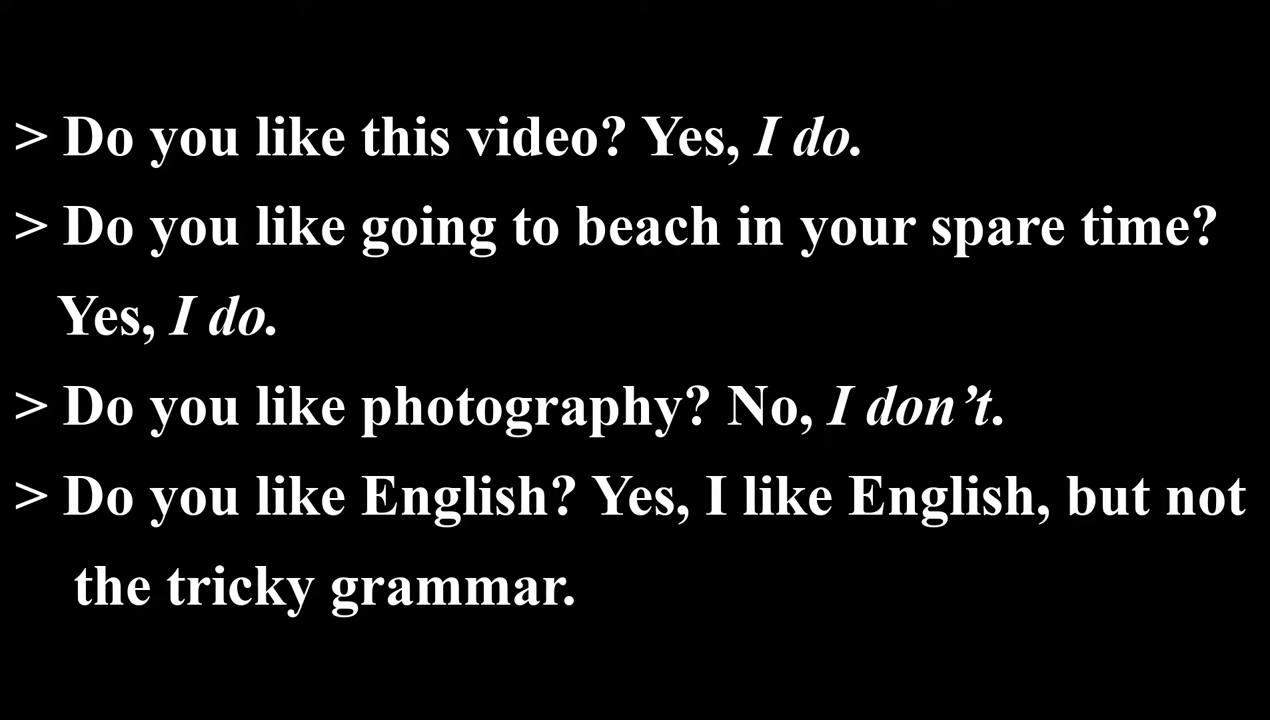 > Do you like this video? Yes, I do.
> Do you like going to beach in your spare time?
Yes, I do.
> Do you like photography? No, I don’t.
> Do you like English? Yes, I like English, but not
the tricky grammar.